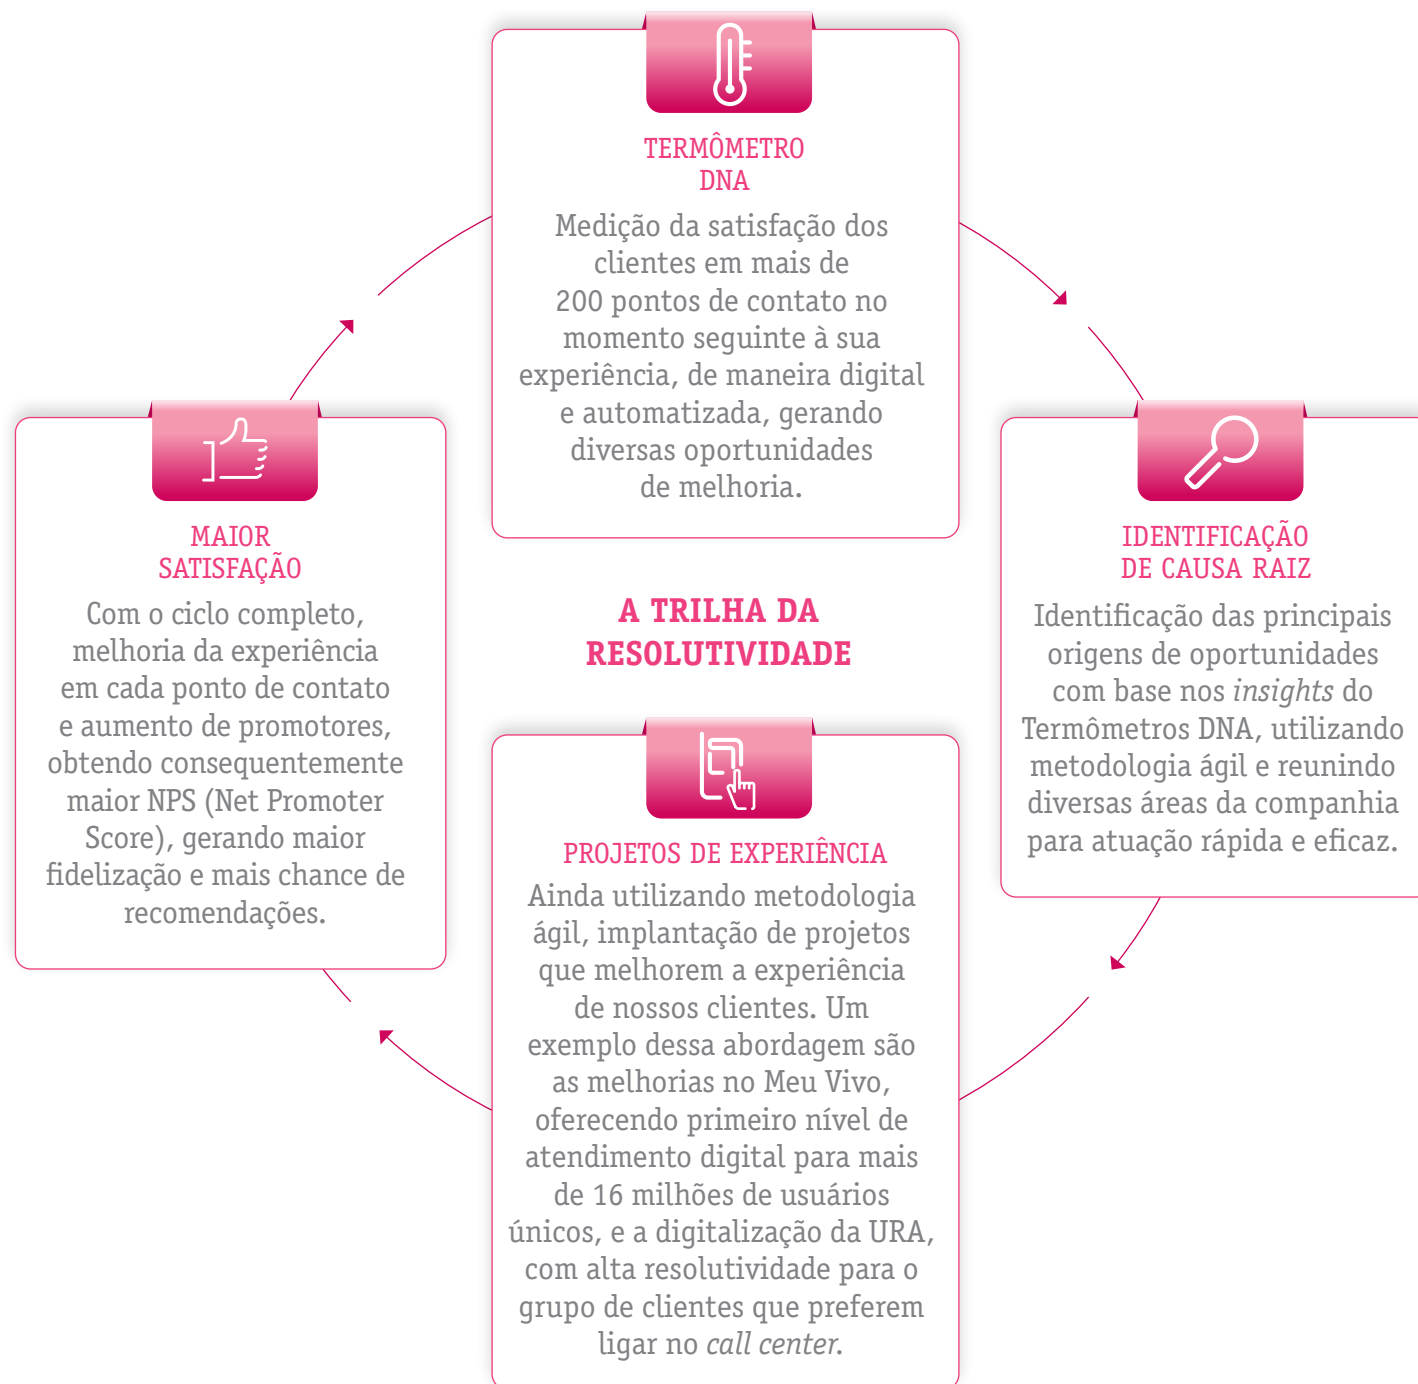 TERMÔMETRO
DNA
Medição da satisfação dos
clientes em mais de
200 pontos de contato no
momento seguinte à sua
experiência, de maneira digital
e automatizada, gerando
diversas oportunidades
de melhoria.
MAIOR
SATISFAÇÃO
Com o ciclo completo,
melhoria da experiência
em cada ponto de contato
e aumento de promotores,
obtendo consequentemente
maior NPS (Net Promoter
Score), gerando maior
fidelização e mais chance de
recomendações.
A TRILHA DA
RESOLUTIVIDADE
IDENTIFICAÇÃO
DE CAUSA RAIZ
Identificação das principais
origens de oportunidades
com base nos insights do
Termômetros DNA, utilizando
metodologia ágil e reunindo
diversas áreas da companhia
para atuação rápida e eficaz.
PROJETOS DE EXPERIÊNCIA
Ainda utilizando metodologia
ágil, implantação de projetos
que melhorem a experiência
de nossos clientes. Um
exemplo dessa abordagem são
as melhorias no Meu Vivo,
oferecendo primeiro nível de
atendimento digital para mais
de 16 milhões de usuários
únicos, e a digitalização da URA,
com alta resolutividade para o
grupo de clientes que preferem
ligar no call center.